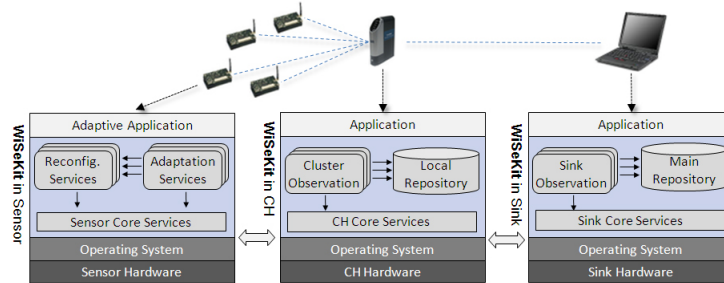 WiSeKit in Sensor
Adaptive Application
Reconfig.
Services
Adaptation
Services
Sensor Core Services
Operating System
Sensor Hardware
WiSeKit in CH
Application
Cluster
Observation
Local
Repository
CH Core Services
Operating System
CH Hardware
WiSeKit in Sink
Application
Sink
Observation
Main
Repository
Sink Core Services
Operating System
Sink Hardware